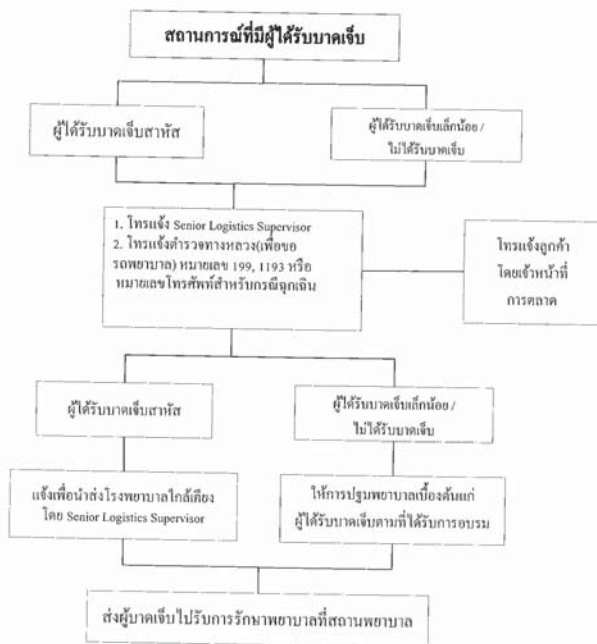 สถานการณ์ที่มีผู้ได้รับบาดเจ็บ
ผู้ได้รับบาดเจ็บสาหัส
ผู้ได้รับบาดเจ็บเล็กน้อย /
ไม่ได้รับบาดเจ็บ
1. โทรแจ้ง Senior Logistics Supervisor
2. โทรแจ้งตำรวจทางหลวง(เพื่อขอ
รถพยาบาล) หมายเลข 199, 1193 หรือ
หมายเลขโทรศัพท์สำหรับกรณีฉุกเฉิน
โทรแจ้งลูกค้า
โดยเจ้าหน้าที่
การตลาด
ผู้ได้รับบาดเจ็บสาหัส
ผู้ได้รับบาดเจ็บเล็กน้อย /
ไม่ได้รับบาดเจ็บ
แจ้งเพื่อนำส่งโรงพยาบาลใกล้เคียง
โดย Senior Logistics Supervisor
ให้การปฐมพยาบาลเบื้องต้นแก่
ผู้ได้รับบาดเจ็บตามที่ได้รับการอบรม
ส่งผู้บาดเจ็บไปรับการรักษาพยาบาลที่สถานพยาบาล